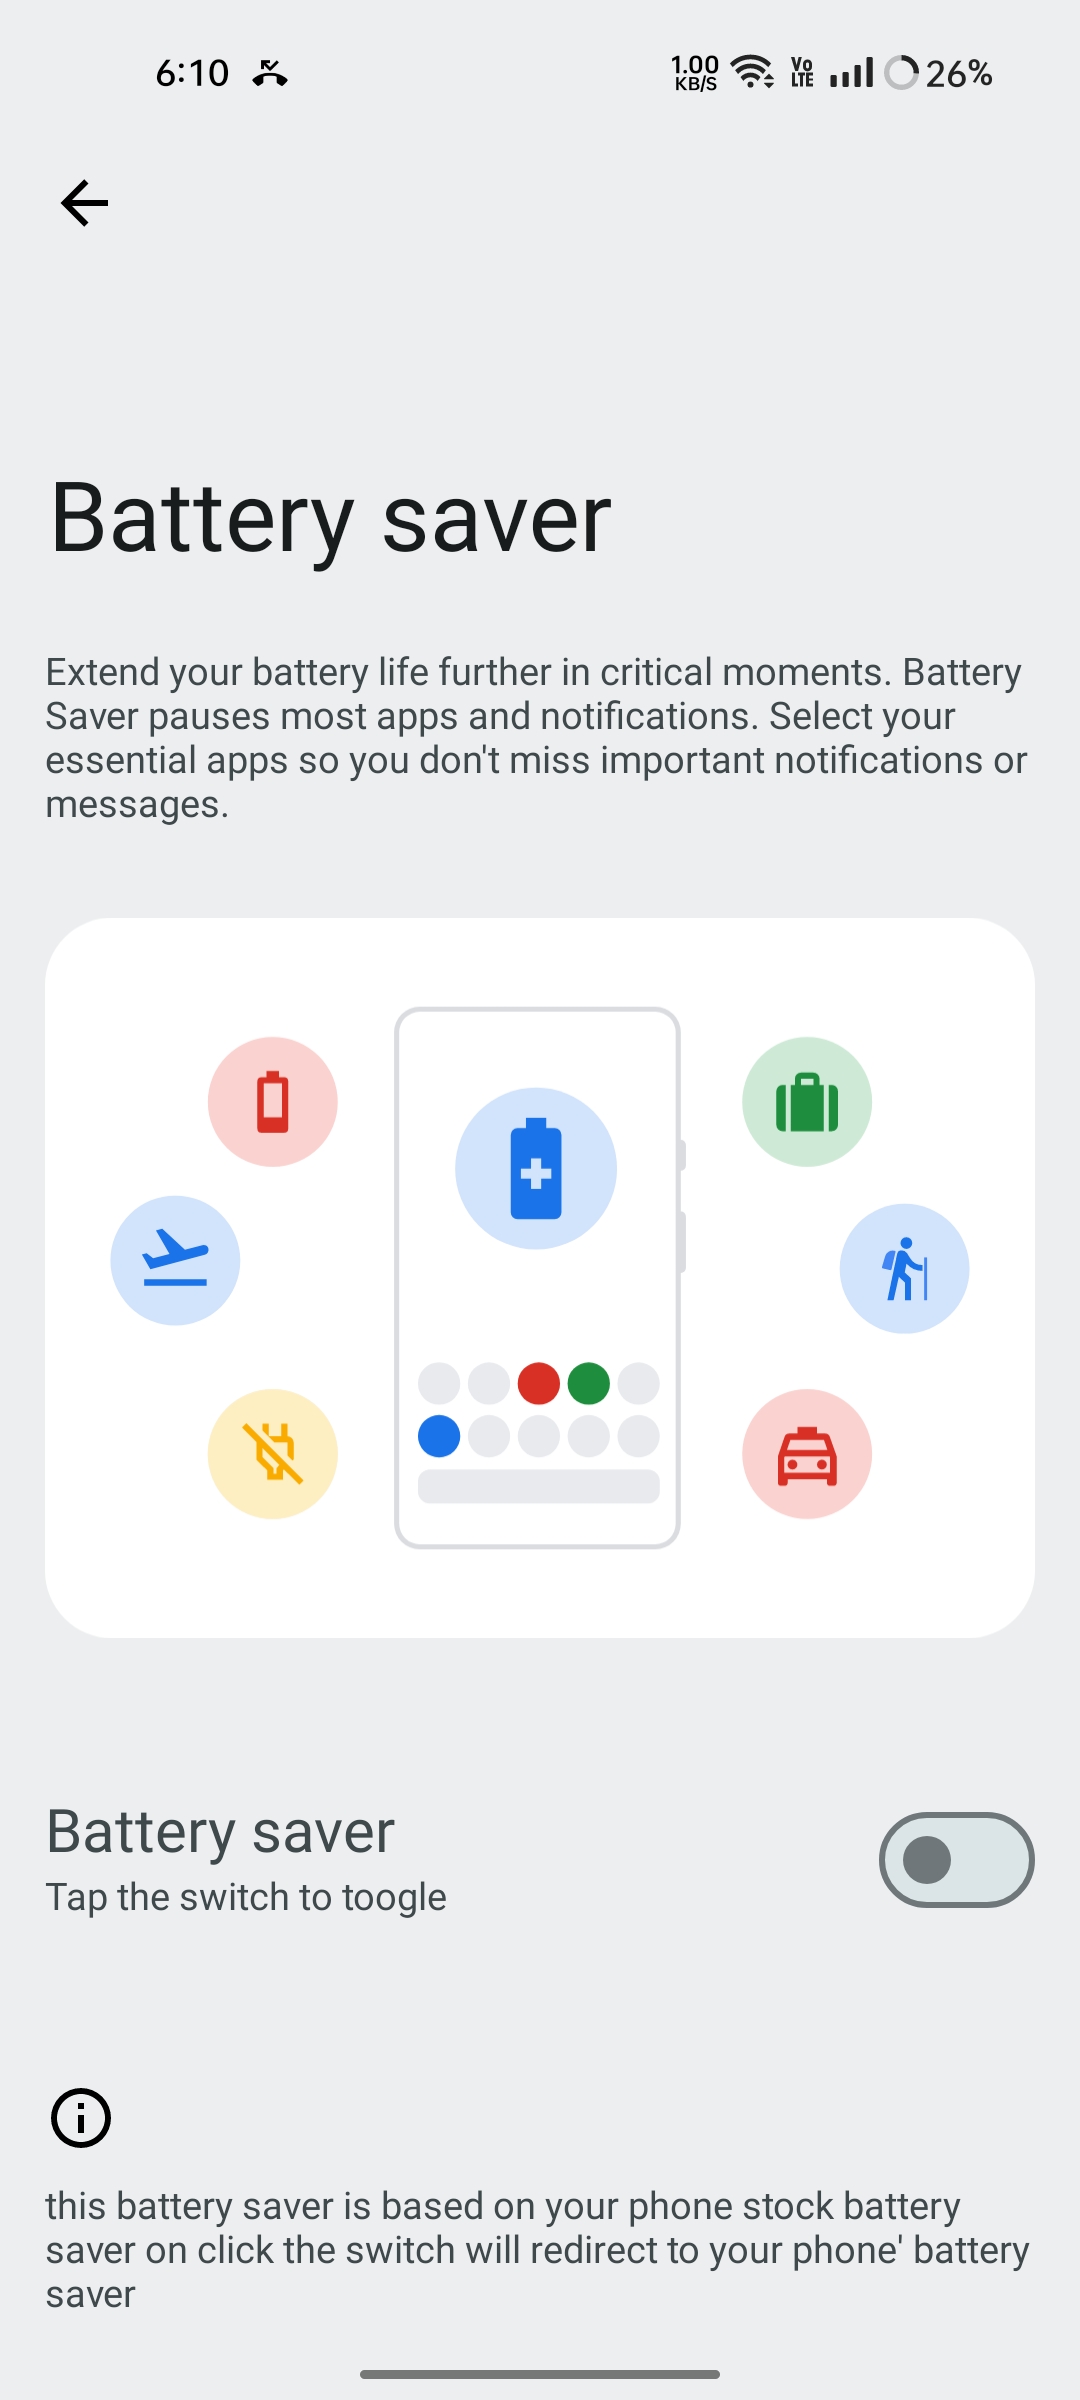 6:10
1.00
KB/S
Vo
LTE
26%
Battery saver
Extend your battery life further in critical moments. Battery
Saver pauses most apps and notifications. Select your
essential apps so you don't miss important notifications or
messages.
Battery saver
Tap the switch to toogle
this battery saver is based on your phone stock battery
saver on click the switch will redirect to your phone' battery
saver